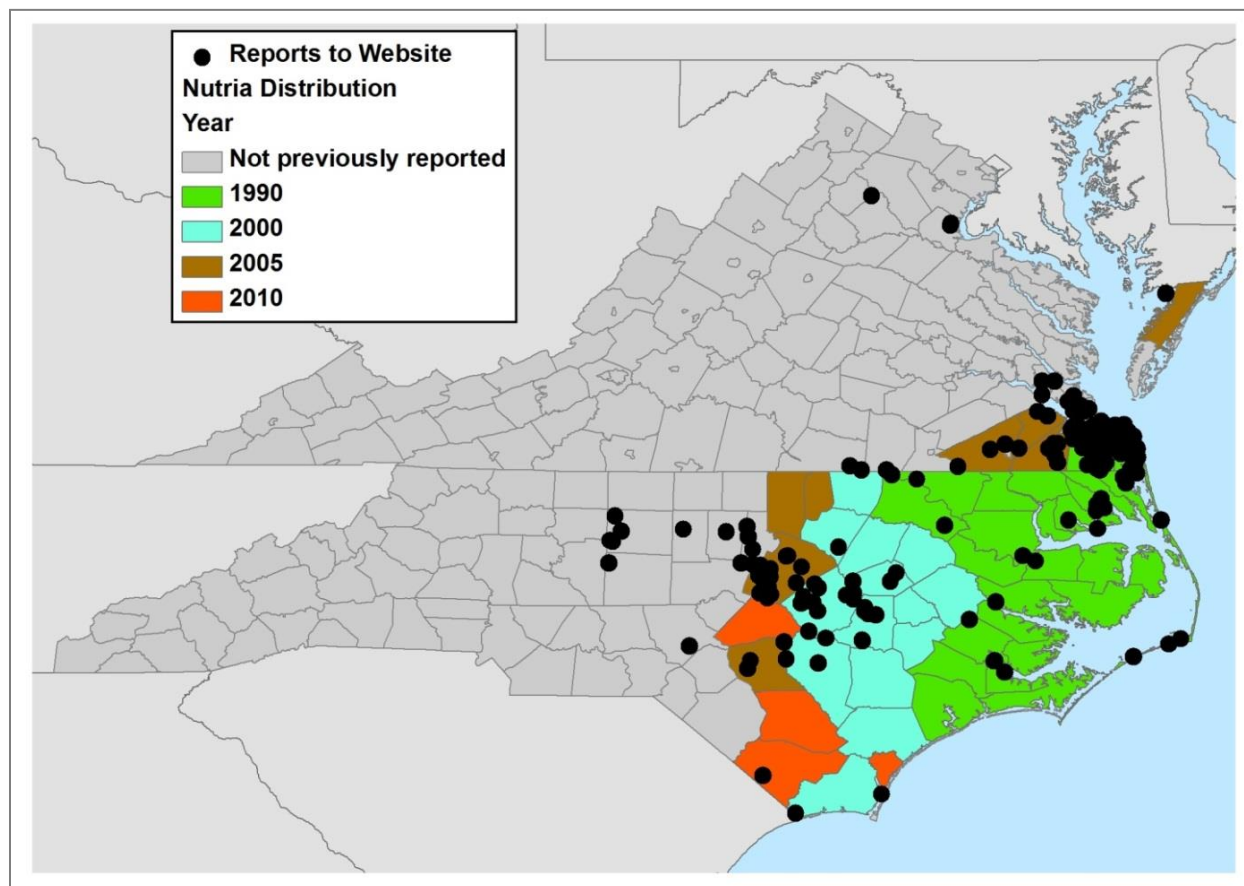 Reports to Website
Nutria Distribution
Year
Not previously reported
1990
2000
2005
2010